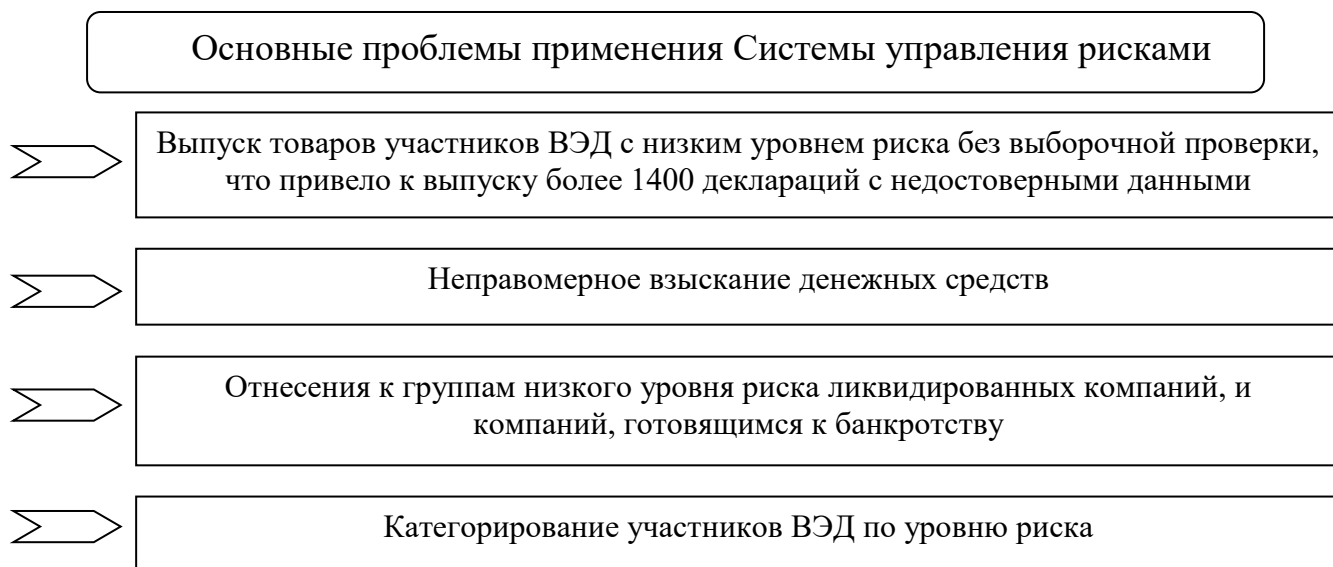 Основные проблемы применения Системы управления рисками
Выпуск товаров участников ВЭД с низким уровнем риска без выборочной проверки,
что привело к выпуску более 1400 деклараций с недостоверными данными
Неправомерное взыскание денежных средств
Отнесения к группам низкого уровня риска ликвидированных компаний, и
компаний, готовящимся к банкротству
Категорирование участников ВЭД по уровню риска